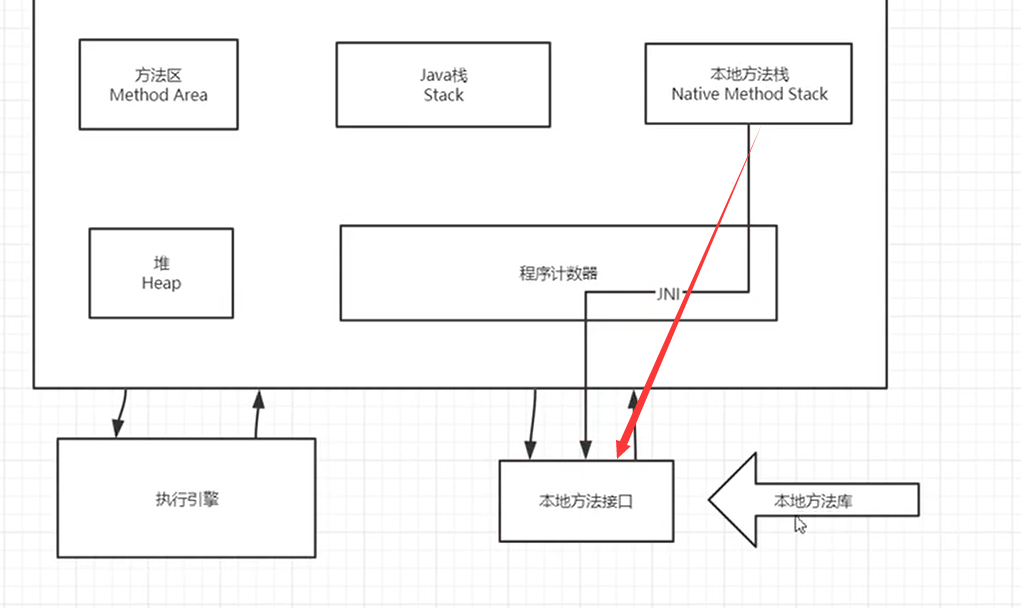 方法区
Method Area
Java栈
Stack
本地方法栈
Native Method Stack
堆
Heap
程序计数器
JNI
执行引擎
本地方法接口
本地方法库